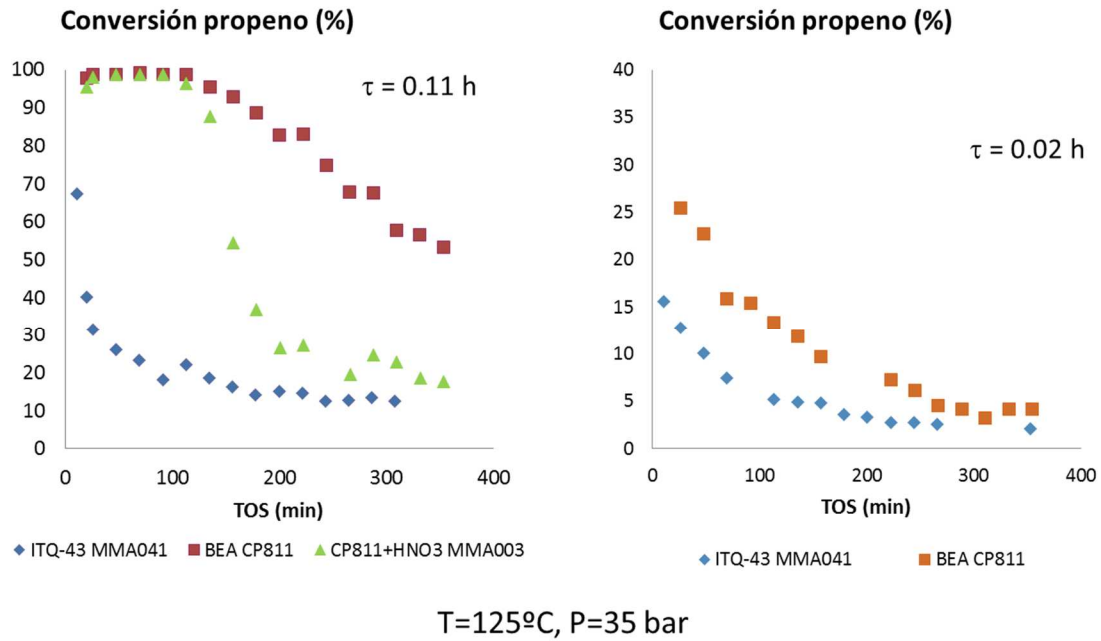 Conversión propeno (%)
100
90
80
70
60
50
40
30
20
10
0
τ = 0.11 h
0 100 200 300 400
TOS (min)
ITQ-43 MMA041 BEA CP811 CP811+HNO3 MMA003
Conversión propeno (%)
40
35
30
25
20
15
10
5
0
τ = 0.02 h
0 100 200 300 400
TOS (min)
ITQ-43 MMA041 BEA CP811
T=125ºC, P=35 bar